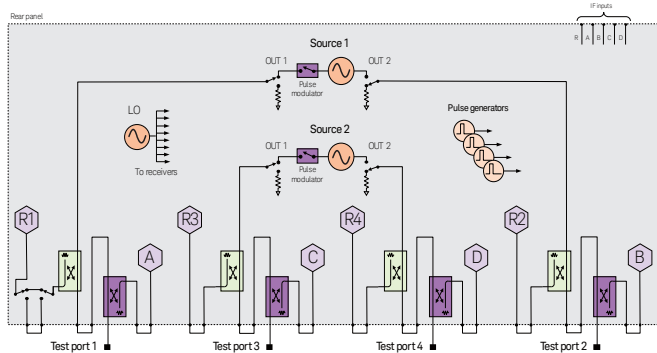 IF inputs
Rear panel
R A B C D
Source 1
OUT 1
OUT 2
Pulse
modulator
LO
To receivers
Pulse generators
Source 2
OUT 1
OUT 2
Pulse
modulator
R1
R3
R4
R2
A
C
D
B
Test port 1
Test port 3
Test port 4
Test port 2